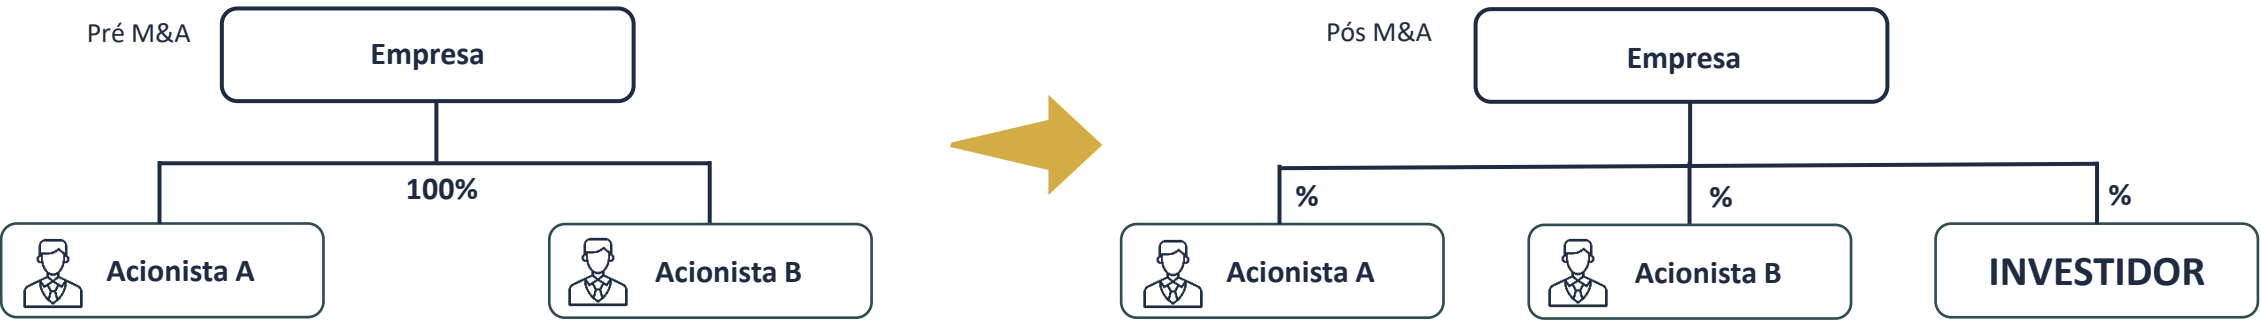 Pré M&A
Empresa
100%
Acionista A
Acionista B
Pós M&A
Empresa
%
%
%
Acionista A
Acionista B
INVESTIDOR